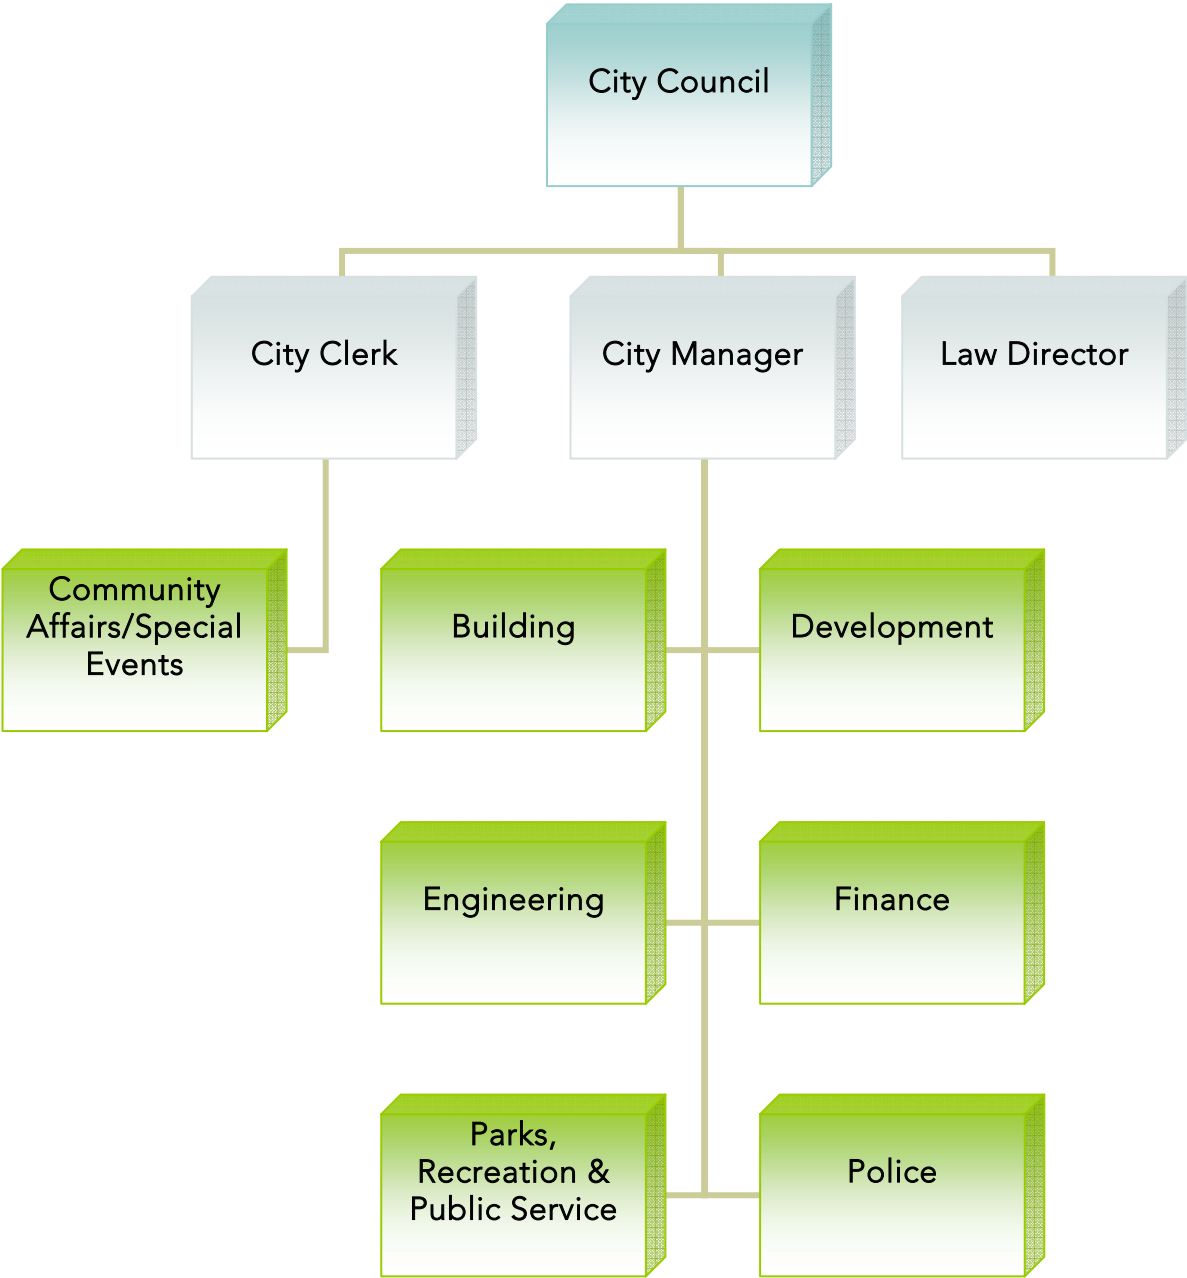 City Council
City Clerk
City Manager
Law Director
Community
Affairs/Special
Events
Building
Development
Engineering
Finance
Parks,
Recreation &
Public Service
Police